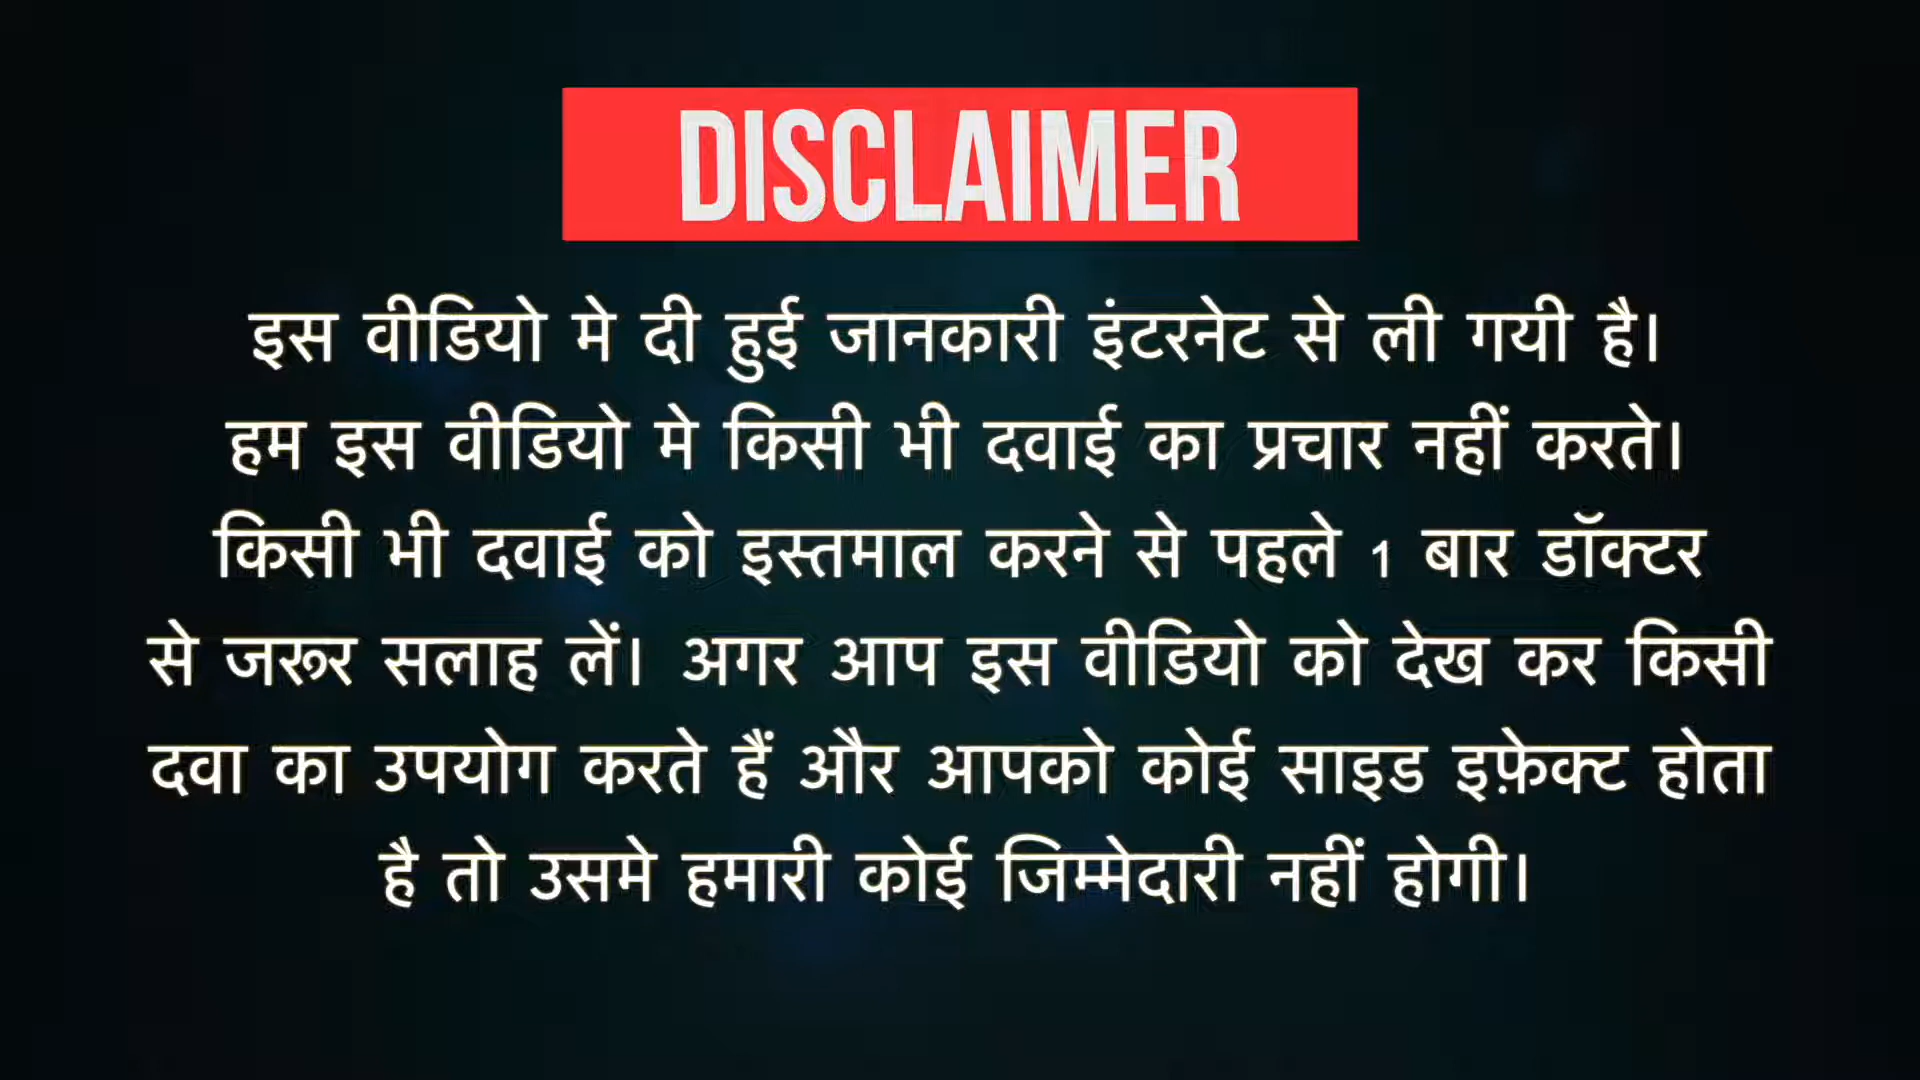 DISCLAIMER
इस वीडियो मे दी हुई जानकारी इंटरनेट से ली गयी है।
हम इस वीडियो मे किसी भी दवाई का प्रचार नहीं करते।
किसी भी दवाई को इस्तमाल करने से पहले 1 बार डॉक्टर
से जरूर सलाह लें। अगर आप इस वीडियो को देख कर किसी
दवा का उपयोग करते हैं और आपको कोई साइड इफ़ेक्ट होता
है तो उसमे हमारी कोई जिम्मेदारी नहीं होगी।